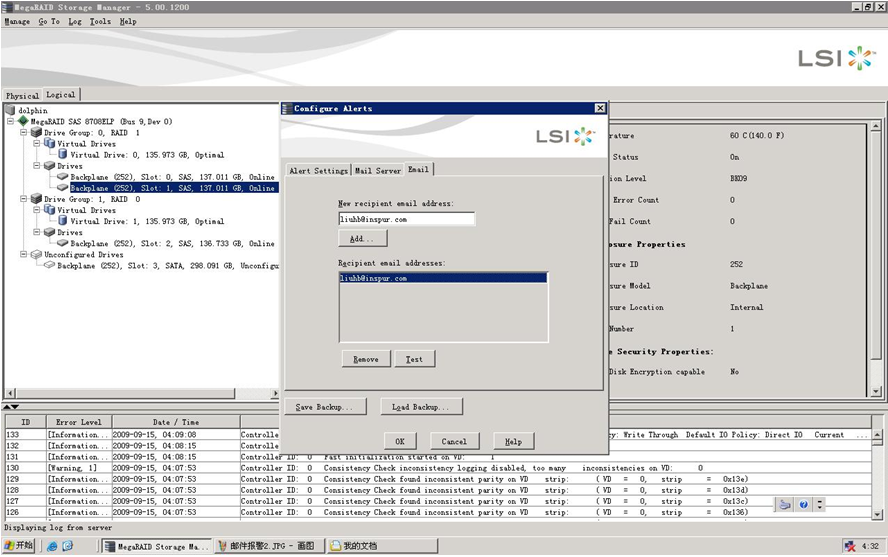 MegaRAID Storage Manager - 5.00.1200
Manage Go To Log Tools Help
LSI
Physical Logical
dolphin
MegaRAID SAS 8708ELP (Bus 9,Dev 0)
Drive Group: 0, RAID 1
Virtual Drives
Virtual Drive: 0, 135.973 GB, Optimal
Drives
Backplane (252), Slot: 0, SAS, 137.011 GB, Online
Backplane (252), Slot: 1, SAS, 137.011 GB, Online
Drive Group: 1, RAID 0
Virtual Drives
Virtual Drive: 1, 135.973 GB, Optimal
Drives
Backplane (252), Slot: 2, SAS, 136.733 GB, Online
Unconfigured Drives
Backplane (252), Slot: 3, SATA, 298.091 GB, Unconfigu
Configure Alerts
LSI
Alert Settings Mail Server Email
New recipient email address:
liuhb@inspur.com
Add...
Recipient email addresses:
liuhb@inspur.com
Remove Test
Save Backup... Load Backup...
OK Cancel Help
rature 60 C(140.0 F)
Status On
ion Level BK09
Error Count 0
Fail Count 0
osure Properties
sure ID 252
sure Model Backplane
sure Location Internal
Number 1
e Security Properties:
Disk Encryption capable No
ID Error Level Date / Time
133 [Information... 2009-09-15, 04:09:08 Controller cy: Write Through Default IO Policy: Direct IO Current ...
132 [Information... 2009-09-15, 04:08:15 Controller
131 [Information... 2009-09-15, 04:08:15 Controller ID: 0 Fast initialization started on VD: 1
130 [Warning, 1] 2009-09-15, 04:07:53 Controller ID: 0 Consistency Check inconsistency logging disabled, too many inconsistencies on VD: 0
129 [Information... 2009-09-15, 04:07:53 Controller ID: 0 Consistency Check found inconsistent parity on VD strip: ( VD = 0, strip = 0x13e)
128 [Information... 2009-09-15, 04:07:53 Controller ID: 0 Consistency Check found inconsistent parity on VD strip: ( VD = 0, strip = 0x13d)
127 [Information... 2009-09-15, 04:07:53 Controller ID: 0 Consistency Check found inconsistent parity on VD strip: ( VD = 0, strip = 0x13c)
126 [Information... 2009-09-15, 04:07:53 Controller ID: 0 Consistency Check found inconsistent parity on VD strip: ( VD = 0, strip = 0x136)
Displaying log from server
开始 MegaRAID Storage Ma... 邮件报警2.JPG - 画图 我的文档 4:32